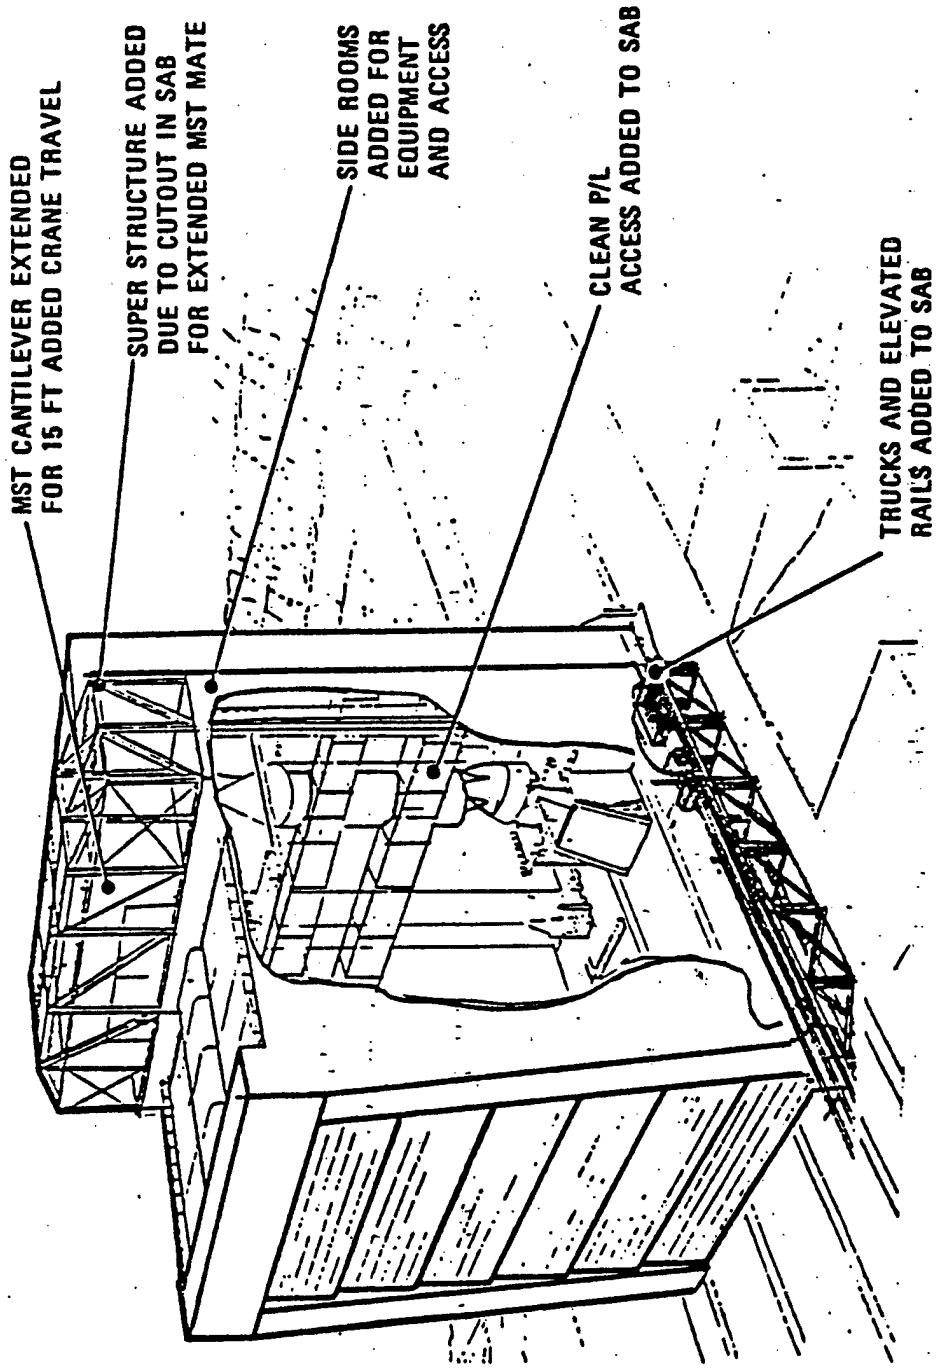 MST CANTILEVER EXTENDED
FOR 15 FT ADDED CRANE TRAVEL
SUPER STRUCTURE ADDED
DUE TO CUTOUT IN SAB
FOR EXTENDED MST MATE
SIDE ROOMS
ADDED FOR
EQUIPMENT
AND ACCESS
CLEAN P/L
ACCESS ADDED TO SAB
TRUCKS AND ELEVATED
RAILS ADDED TO SAB